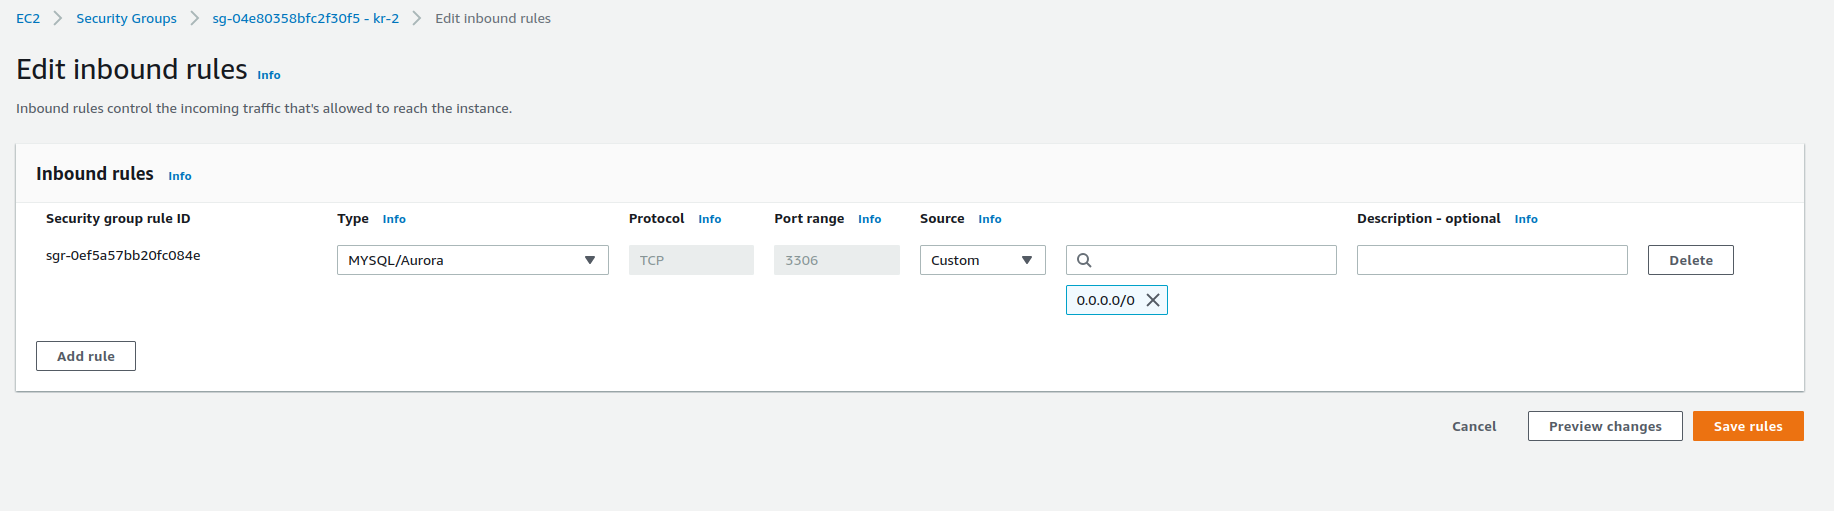 EC2 Security Groups sg-04e80358bfc2f30f5 - kr-2 Edit inbound rules
Edit inbound rules Info
Inbound rules control the incoming traffic that's allowed to reach the instance.
Inbound rules Info
Security group rule ID Type Info Protocol Info Port range Info Source Info Description - optional Info
sgr-0ef5a57bb20fc084e MYSQL/Aurora TCP 3306 Custom Delete
0.0.0.0/0
Add rule
Cancel Preview changes Save rules